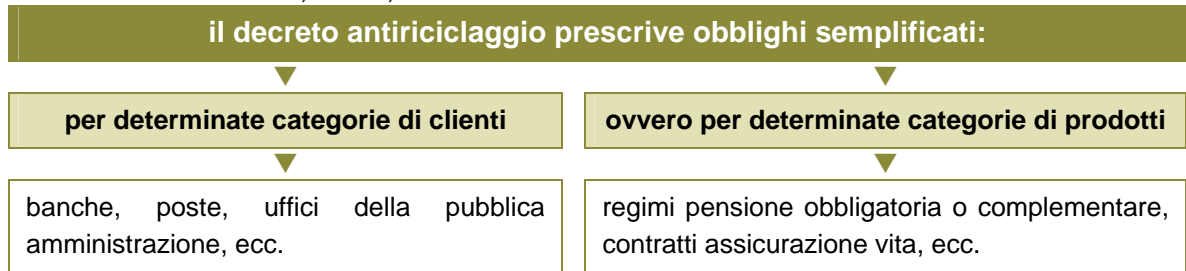 il decreto antiriciclaggio prescrive obblighi semplificati:
per determinate categorie di clienti
ovvero per determinate categorie di prodotti
banche, poste, uffici della pubblica
amministrazione, ecc.
regimi pensione obbligatoria o complementare,
contratti assicurazione vita, ecc.